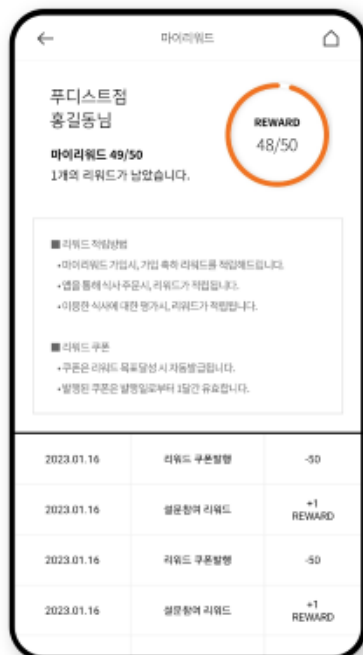 마이리워드
푸디스트점
홍길동님
마이리워드 49/50
1개의 리워드가 남았습니다.
REWARD
48/50
■ 리워드 적립방법
•마이리워드 가입시, 가입 축하 리워드를 적립해드립니다.
•앱을 통해 식사 주문시, 리워드가 적립됩니다.
•이용한 식사에 대한 평가시, 리워드가 적립됩니다.
■ 리워드 쿠폰
•쿠폰은 리워드 목표달성 시 자동발급됩니다.
•발행된 쿠폰은 발행일로부터 1달간 유효합니다.
2023.01.16 리워드 쿠폰발행 -50
2023.01.16 설문참여 리워드 +1
REWARD
2023.01.16 리워드 쿠폰발행 -50
2023.01.16 설문참여 리워드 +1
REWARD